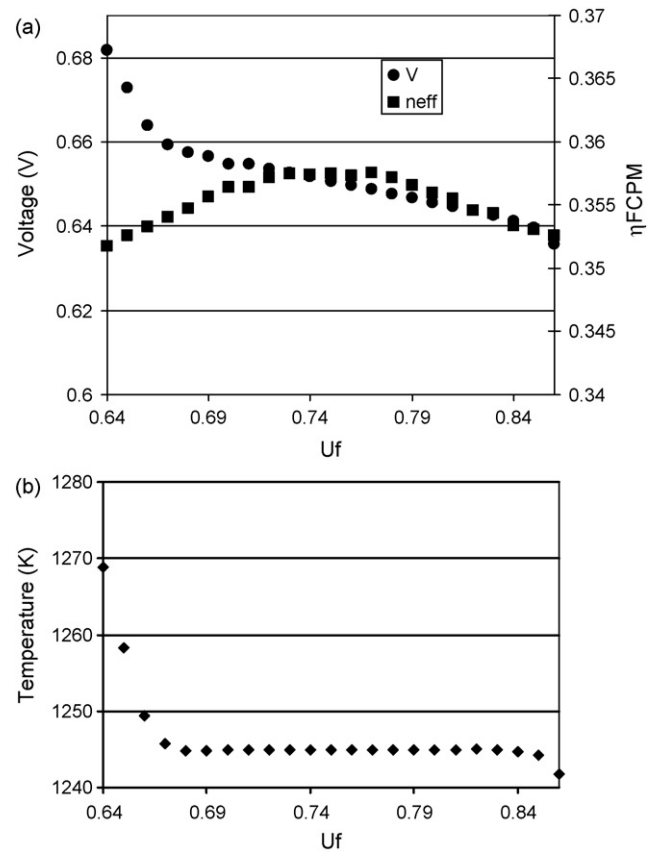 (a)
0.68
0.66
0.64
0.62
0.6
Voltage (V)
V
neff
0.37
0.365
0.36
0.355
0.35
0.345
0.34
ηFCPM
0.64 0.69 0.74 0.79 0.84
Uf
(b)
1280
1270
1260
1250
1240
Temperature (K)
0.64 0.69 0.74 0.79 0.84
Uf